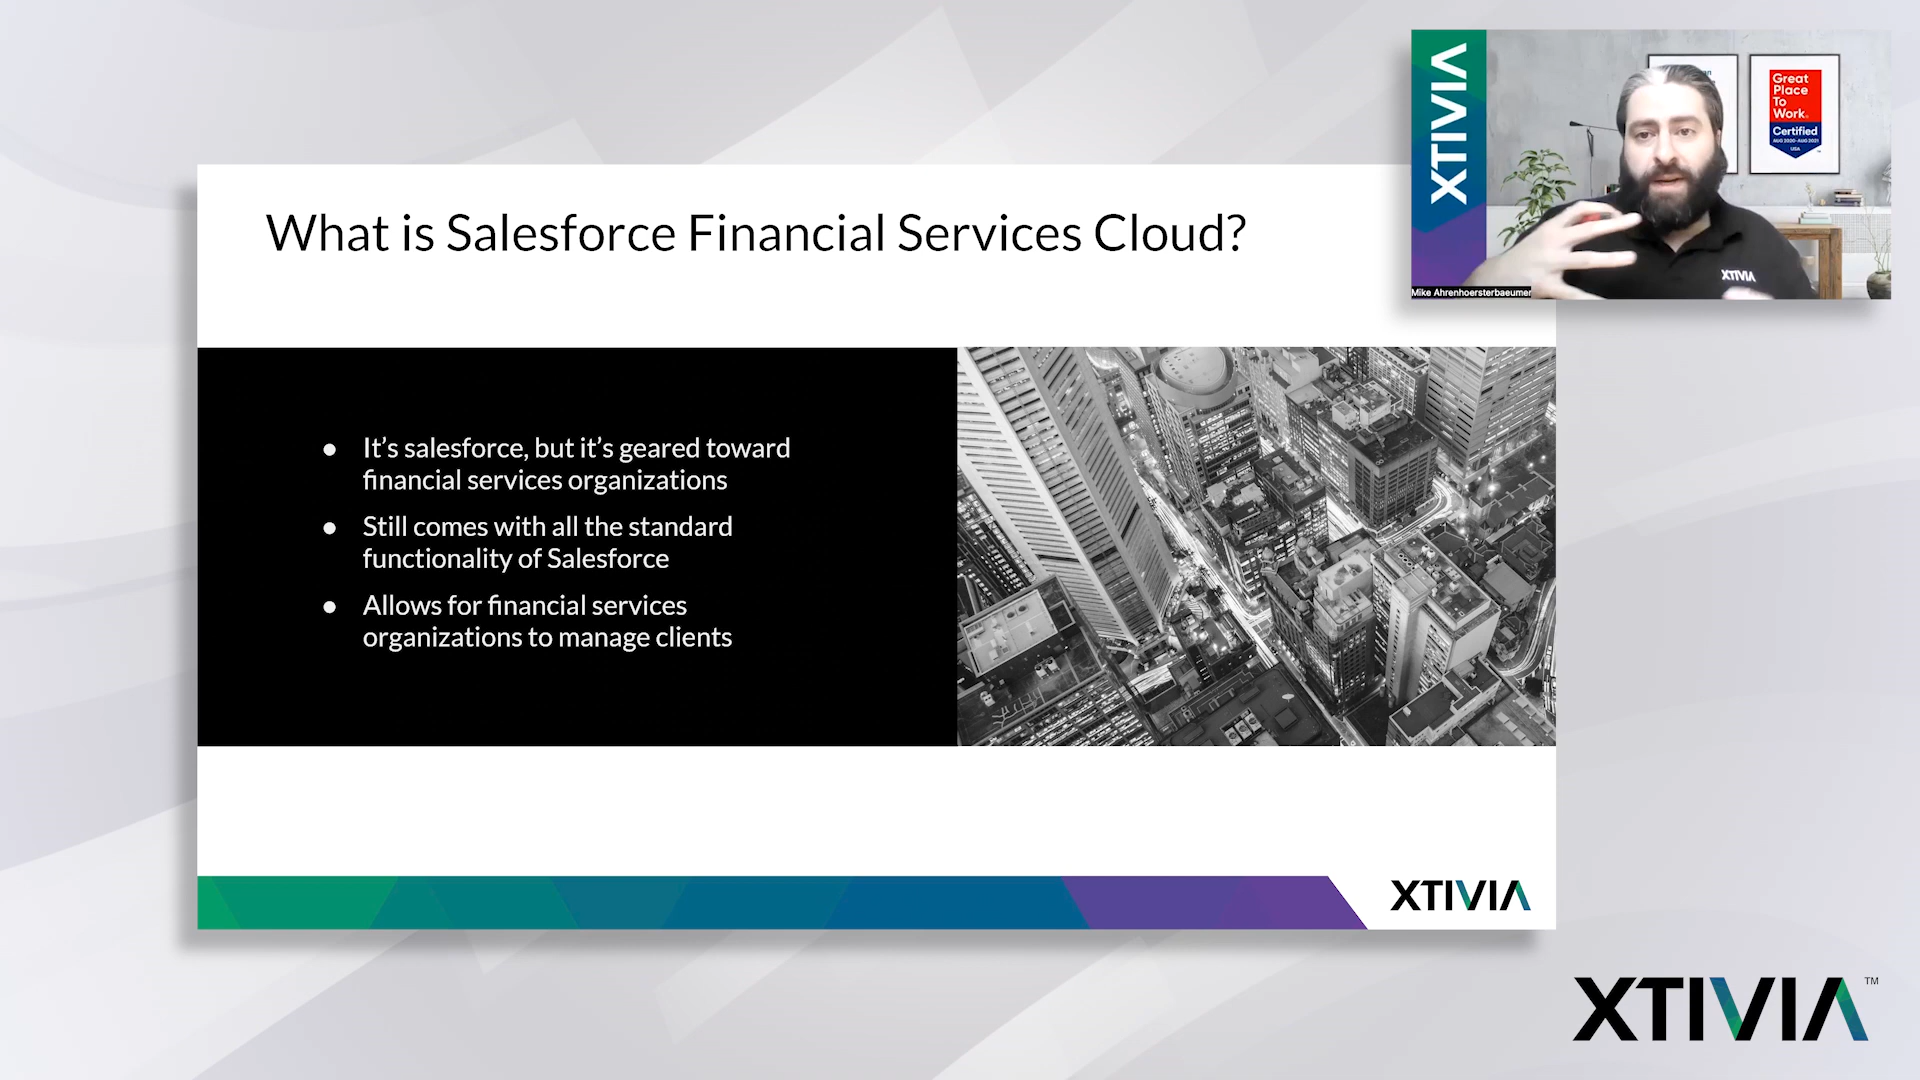 What is Salesforce Financial Services Cloud?
● It’s salesforce, but it’s geared toward
financial services organizations
● Still comes with all the standard
functionality of Salesforce
● Allows for financial services
organizations to manage clients
XTIVIA
XTIVIA
Great
Place
To
Work.
Certified
AUG 2020-AUG 2021
USA
XTIVIA
Mike Ahrenhoersterbaeumer
XTIVIA™